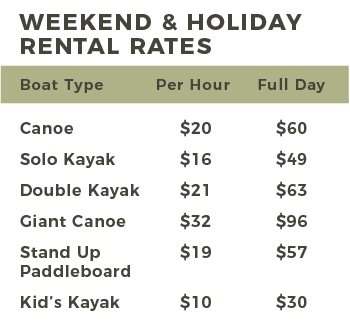 WEEKEND & HOLIDAY
RENTAL RATES
Boat Type Per Hour Full Day
Canoe $20 $60
Solo Kayak $16 $49
Double Kayak $21 $63
Giant Canoe $32 $96
Stand Up $19 $57
Paddleboard
Kid’s Kayak $10 $30